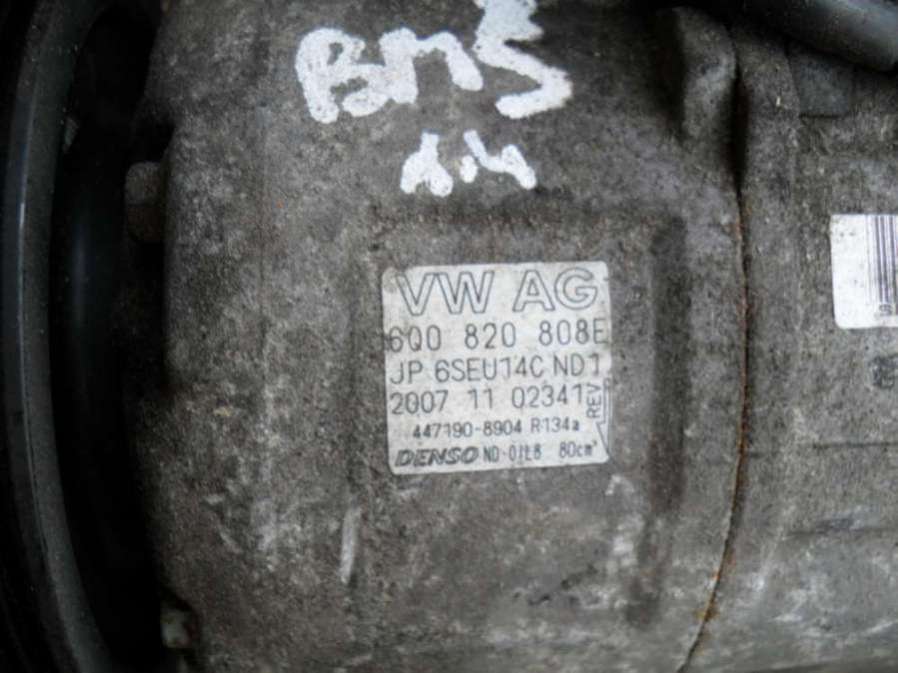 BMS
1.4
VW AG
6Q0 820 808E
JP 6SEU14C ND1
2007 11 02341
REV
447190-8904 R134a
DENSO ND-OIL8 80cm³